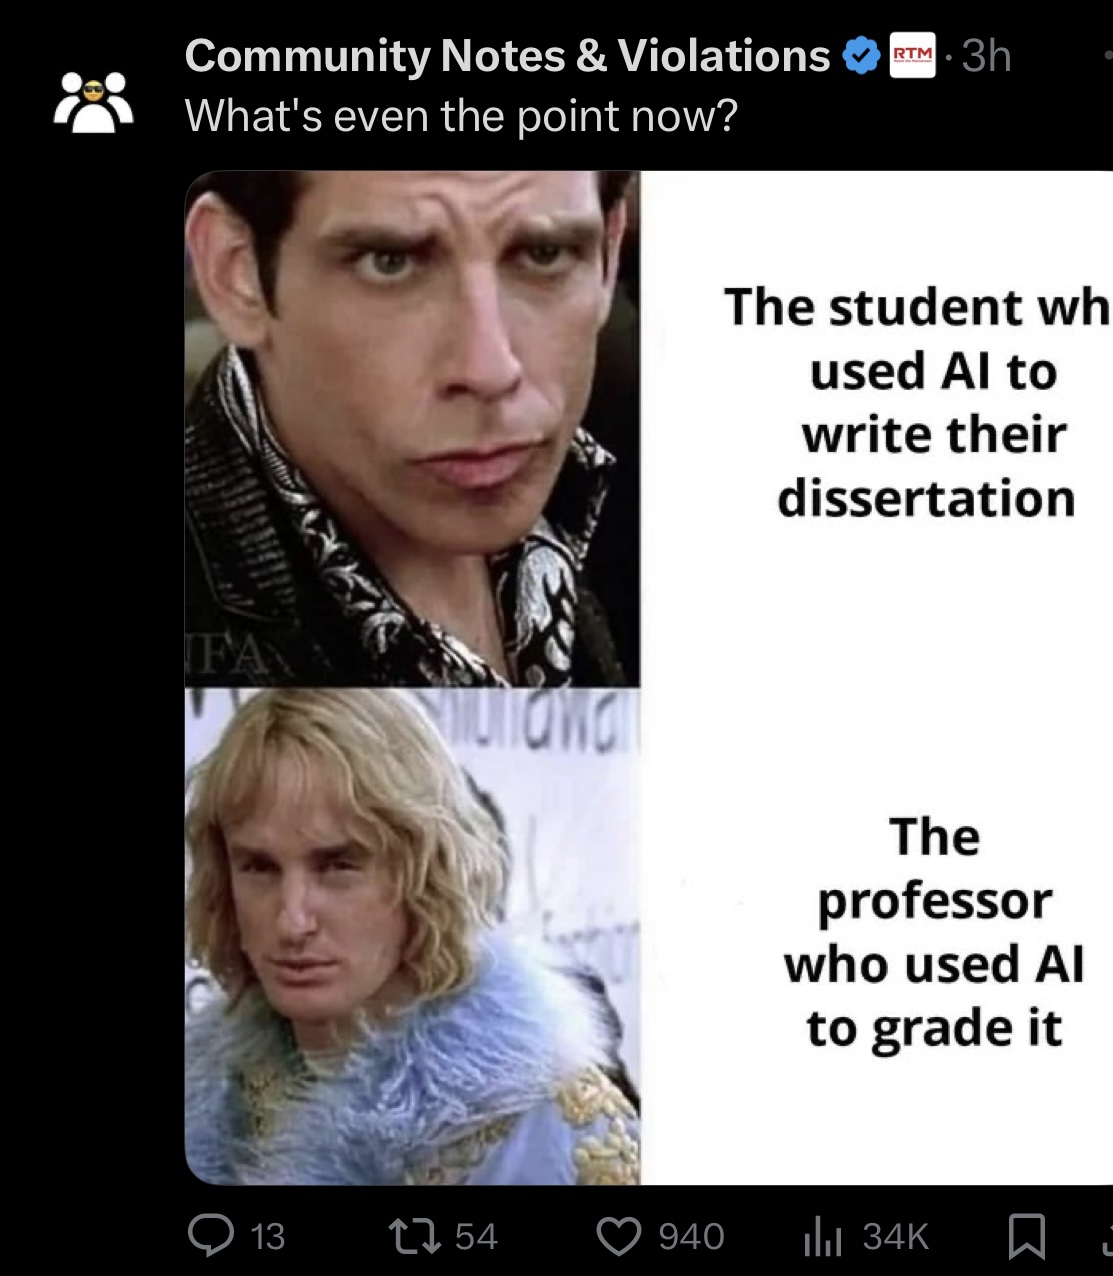 Community Notes & Violations RTM · 3h
What's even the point now?
The student wh
used AI to
write their
dissertation
The
professor
who used AI
to grade it
13 54 940 34K